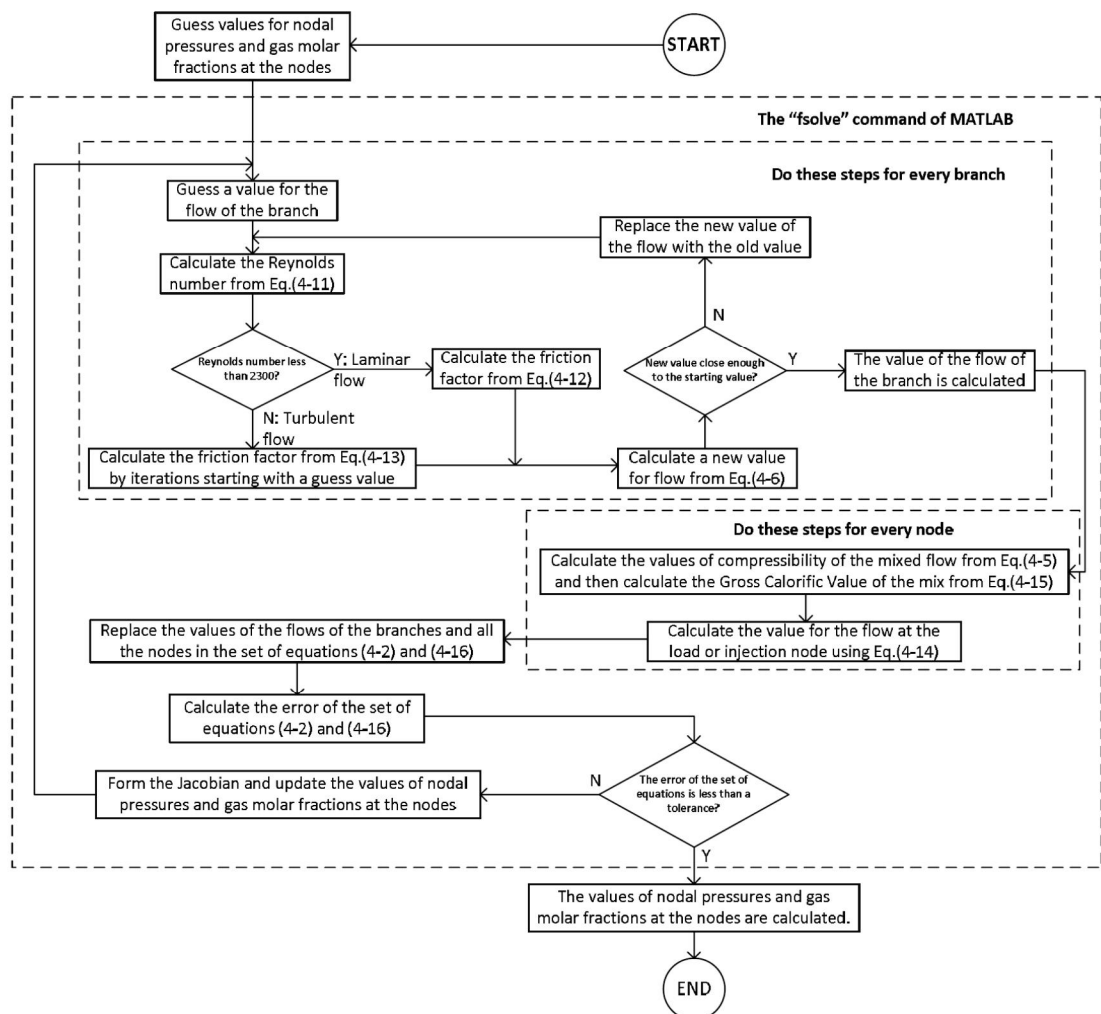 START
Guess values for nodal
pressures and gas molar
fractions at the nodes
The “fsolve” command of MATLAB
Do these steps for every branch
Guess a value for the
flow of the branch
Replace the new value of
the flow with the old value
Calculate the Reynolds
number from Eq.(4-11)
Reynolds number less
than 2300?
Y: Laminar
flow
Calculate the friction
factor from Eq.(4-12)
N: Turbulent
flow
Calculate the friction factor from Eq.(4-13)
by iterations starting with a guess value
Calculate a new value
for flow from Eq.(4-6)
New value close enough
to the starting value?
N
Y
The value of the flow of
the branch is calculated
Do these steps for every node
Calculate the values of compressibility of the mixed flow from Eq.(4-5)
and then calculate the Gross Calorific Value of the mix from Eq.(4-15)
Calculate the value for the flow at the
load or injection node using Eq.(4-14)
Replace the values of the flows of the branches and all
the nodes in the set of equations (4-2) and (4-16)
Calculate the error of the set of
equations (4-2) and (4-16)
The error of the set of
equations is less than a
tolerance?
N
Form the Jacobian and update the values of nodal
pressures and gas molar fractions at the nodes
Y
The values of nodal pressures and gas
molar fractions at the nodes are calculated.
END